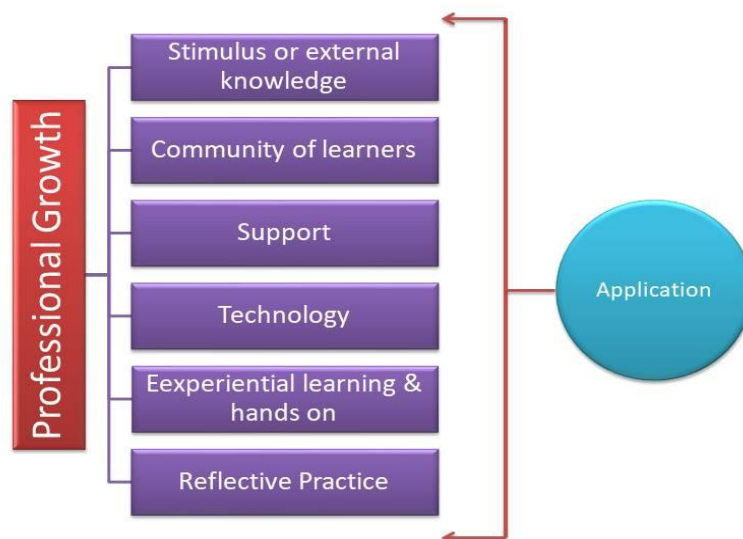 Professional Growth
Stimulus or external
knowledge
Community of learners
Support
Technology
Eexperiential learning &
hands on
Reflective Practice
Application